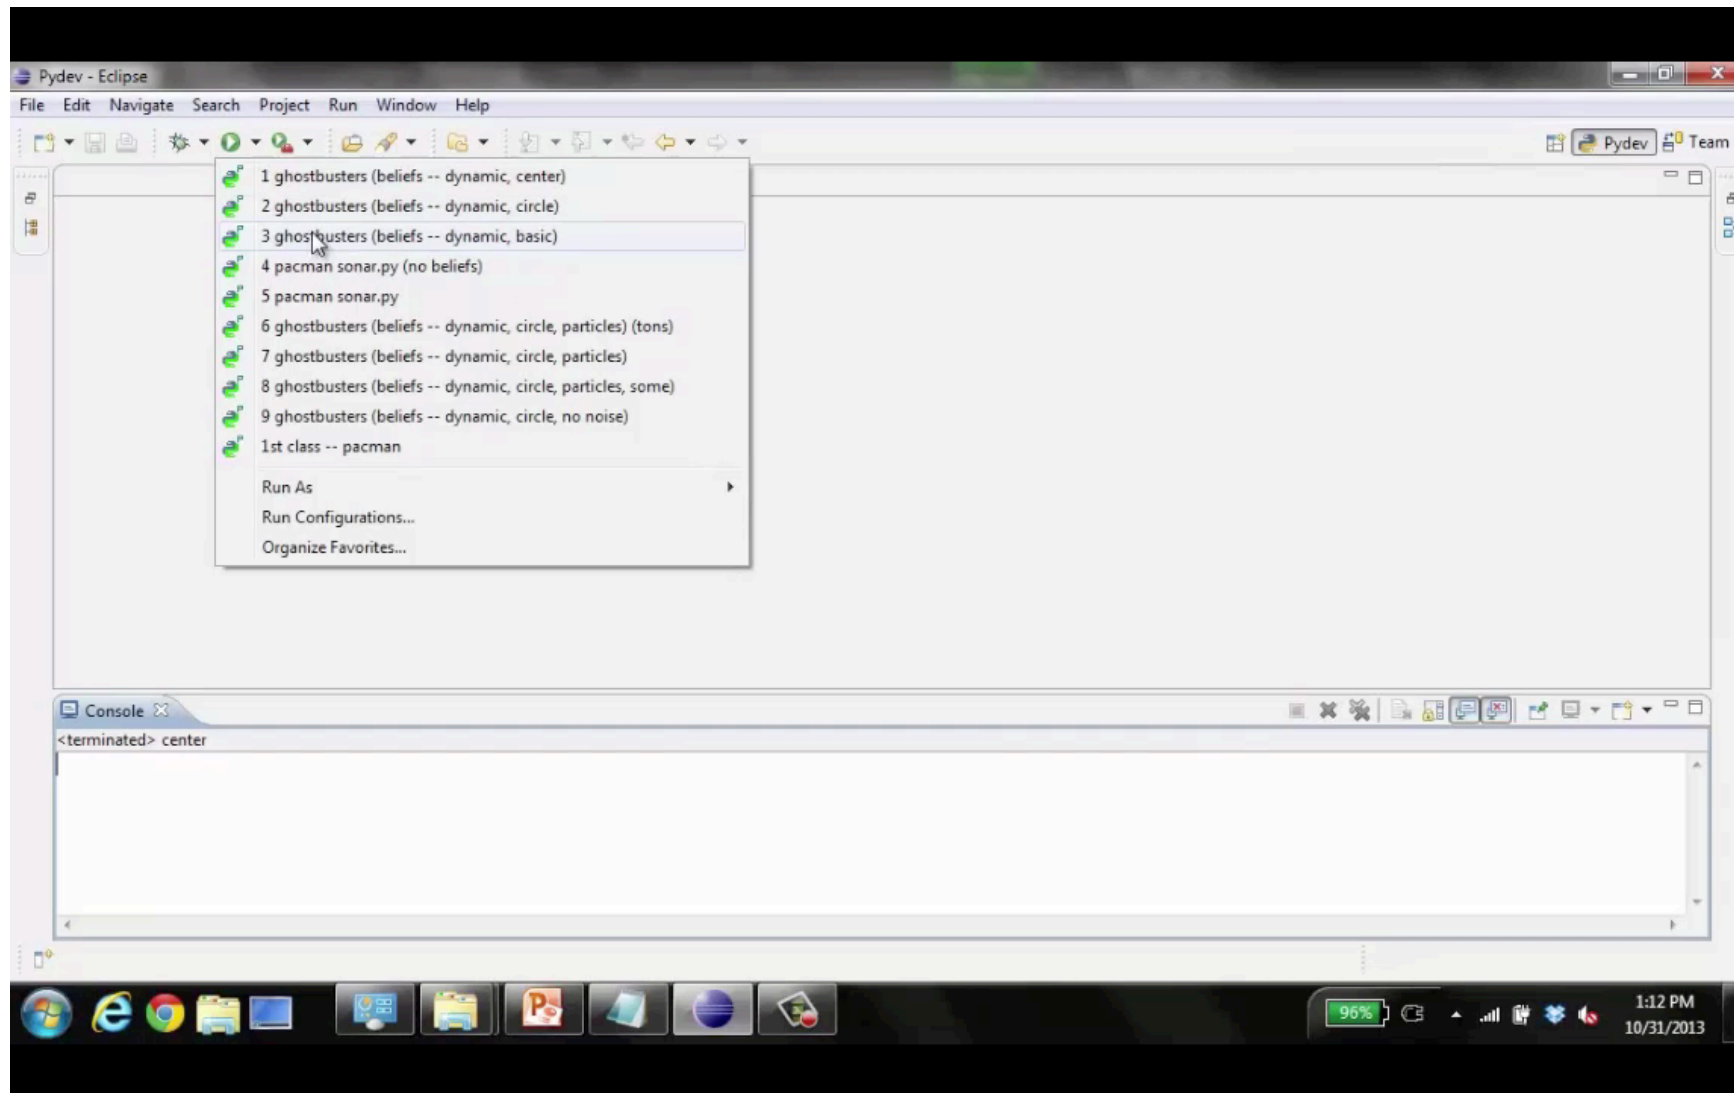 Pydev - Eclipse
File Edit Navigate Search Project Run Window Help
Pydev Team
1 ghostbusters (beliefs -- dynamic, center)
2 ghostbusters (beliefs -- dynamic, circle)
3 ghostbusters (beliefs -- dynamic, basic)
4 pacman sonar.py (no beliefs)
5 pacman sonar.py
6 ghostbusters (beliefs -- dynamic, circle, particles) (tons)
7 ghostbusters (beliefs -- dynamic, circle, particles)
8 ghostbusters (beliefs -- dynamic, circle, particles, some)
9 ghostbusters (beliefs -- dynamic, circle, no noise)
1st class -- pacman
Run As
Run Configurations...
Organize Favorites...
Console
<terminated> center
96%
1:12 PM
10/31/2013